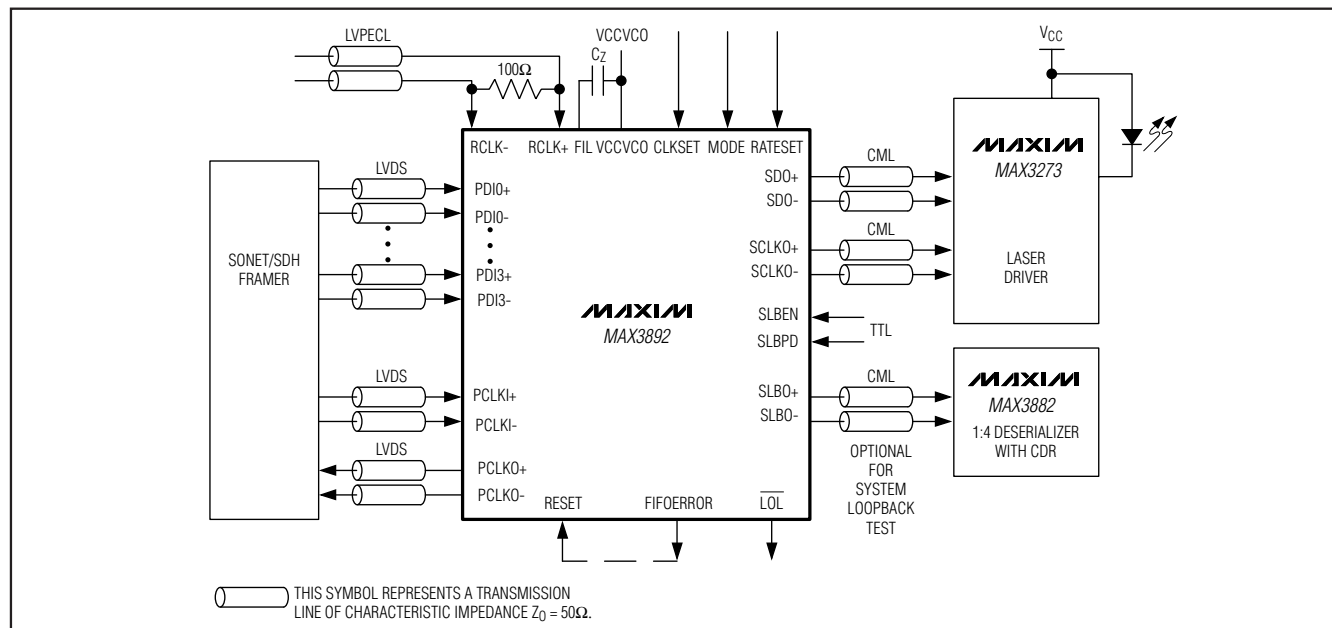 LVPECL
VCCVCO
CZ
100Ω
VCC
RCLK- RCLK+ FIL VCCVCO CLKSET MODE RATESET
SONET/SDH
FRAMER
LVDS
PDI0+
PDI0-
PDI3+
PDI3-
LVDS
PCLKI+
PCLKI-
LVDS
PCLKO+
PCLKO-
MAXIM
MAX3892
RESET FIFOERROR LOL
SDO+
SDO-
CML
SCLKO+
SCLKO-
CML
SLBEN
SLBPD
TTL
SLBO+
SLBO-
CML
OPTIONAL
FOR
SYSTEM
LOOPBACK
TEST
MAXIM
MAX3273
LASER
DRIVER
MAXIM
MAX3882
1:4 DESERIALIZER
WITH CDR
THIS SYMBOL REPRESENTS A TRANSMISSION
LINE OF CHARACTERISTIC IMPEDANCE Z0 = 50Ω.